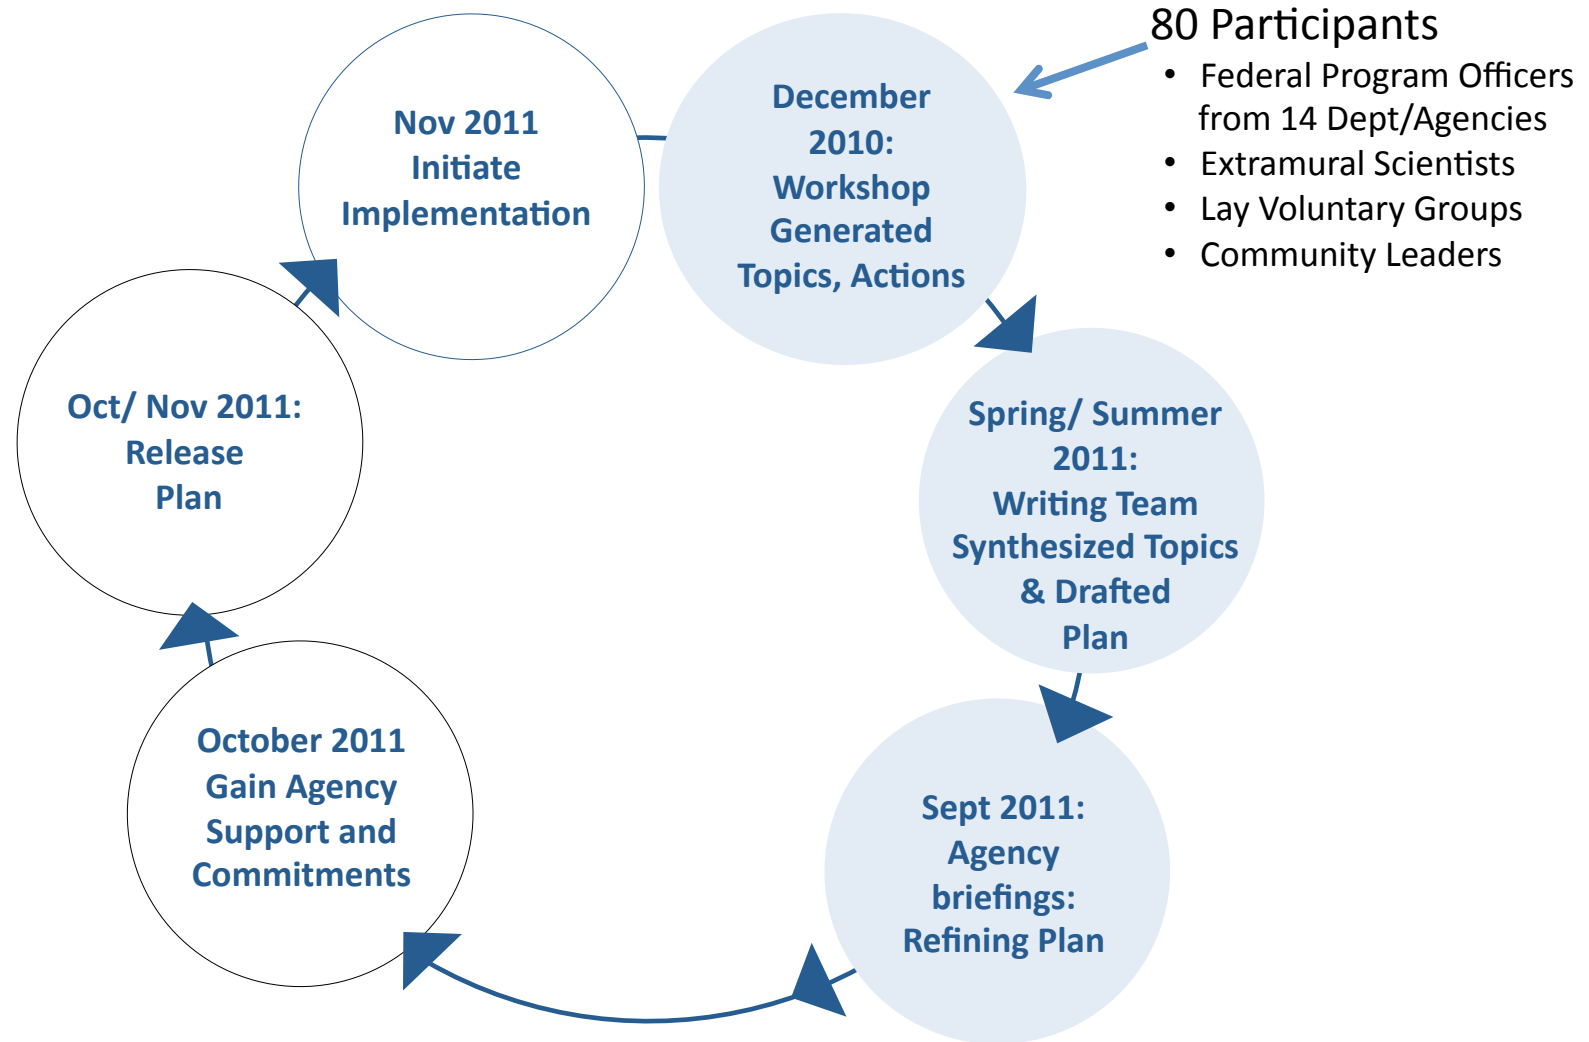 80 Participants
• Federal Program Officers
from 14 Dept/Agencies
• Extramural Scientists
• Lay Voluntary Groups
• Community Leaders
December
2010:
Workshop
Generated
Topics, Actions
Spring/ Summer
2011:
Writing Team
Synthesized Topics
& Drafted
Plan
Sept 2011:
Agency
briefings:
Refining Plan
October 2011
Gain Agency
Support and
Commitments
Oct/ Nov 2011:
Release
Plan
Nov 2011
Initiate
Implementation